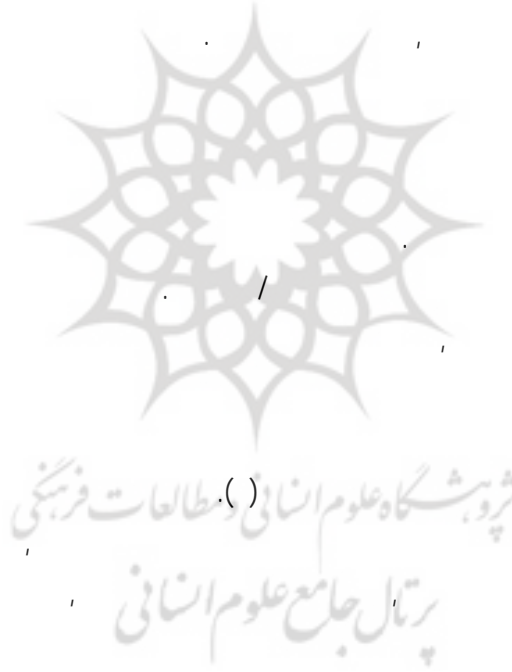 .
/
.( )
پژوهشگاه علوم انسانی و مطالعات فرهنگی
پرتال جامع علوم انسانی